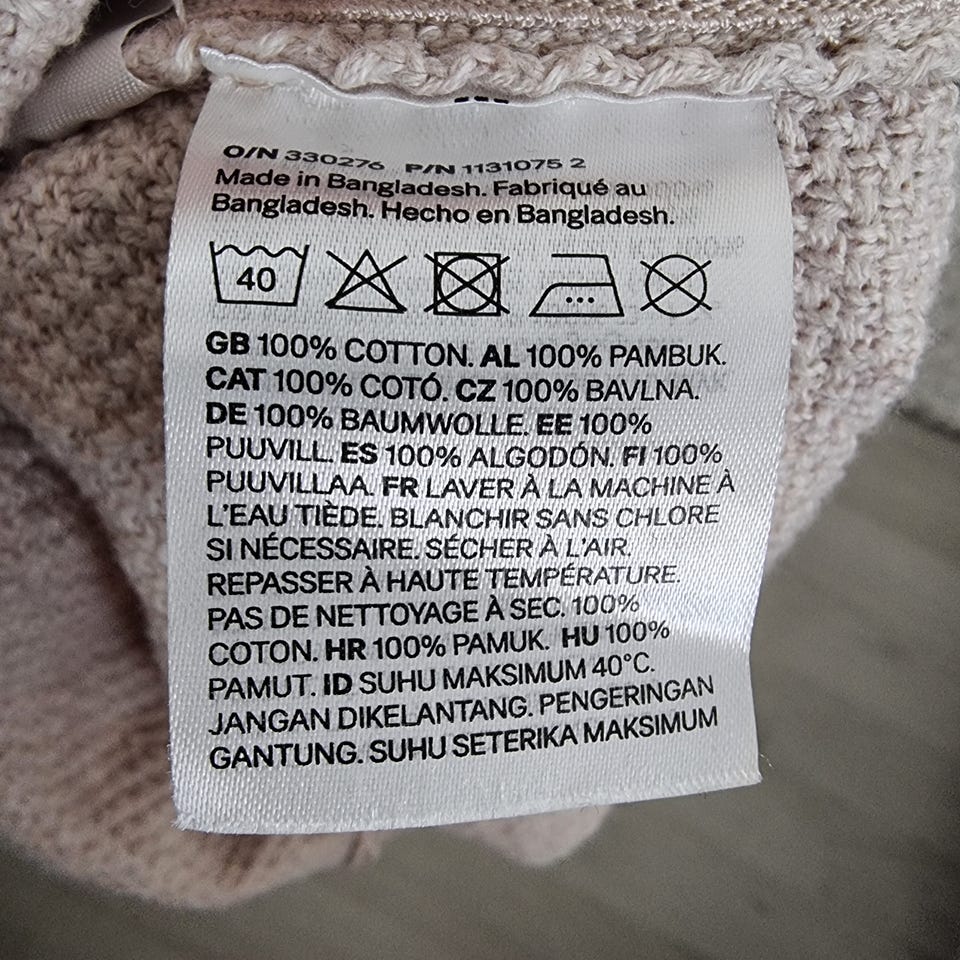 O/N 330276 P/N 1131075 2
Made in Bangladesh. Fabriqué au
Bangladesh. Hecho en Bangladesh.
40
GB 100% COTTON. AL 100% PAMBUK.
CAT 100% COTÓ. CZ 100% BAVLNA.
DE 100% BAUMWOLLE. EE 100%
PUUVILL. ES 100% ALGODÓN. FI 100%
PUUVILLAA. FR LAVER À LA MACHINE À
L'EAU TIÈDE. BLANCHIR SANS CHLORE
SI NÉCESSAIRE. SÉCHER À L'AIR.
REPASSER À HAUTE TEMPÉRATURE.
PAS DE NETTOYAGE À SEC. 100%
COTON. HR 100% PAMUK. HU 100%
PAMUT. ID SUHU MAKSIMUM 40°C.
JANGAN DIKELANTANG. PENGERINGAN
GANTUNG. SUHU SETERIKA MAKSIMUM